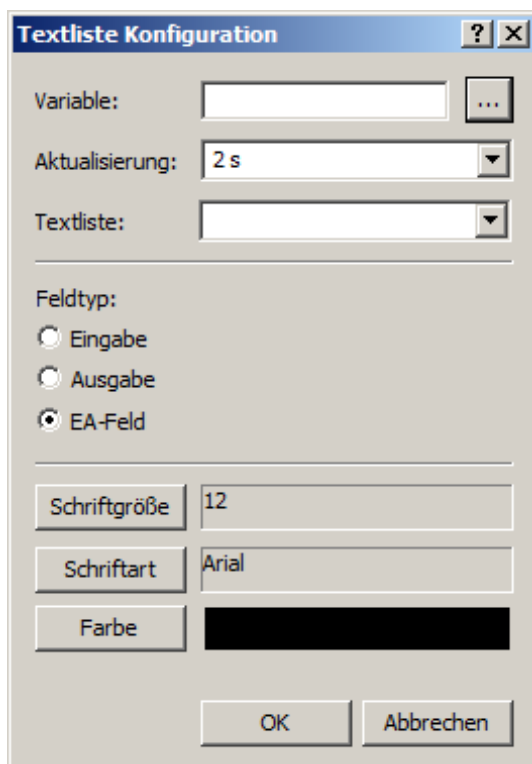 Textliste Konfiguration
Variable:
...
Aktualisierung: 2 s
Textliste:
Feldtyp:
Eingabe
Ausgabe
EA-Feld
Schriftgröße 12
Schriftart Arial
Farbe
OK Abbrechen